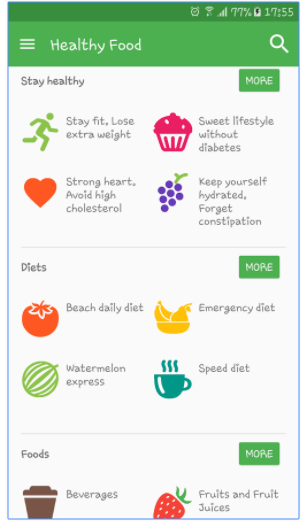 77% 17:55
Healthy Food
Stay healthy MORE
Stay fit. Lose
extra weight
Sweet lifestyle
without
diabetes
Strong heart.
Avoid high
cholesterol
Keep yourself
hydrated.
Forget
constipation
Diets MORE
Beach daily diet
Emergency diet
Watermelon
express
Speed diet
Foods MORE
Beverages
Fruits and Fruit
Juices